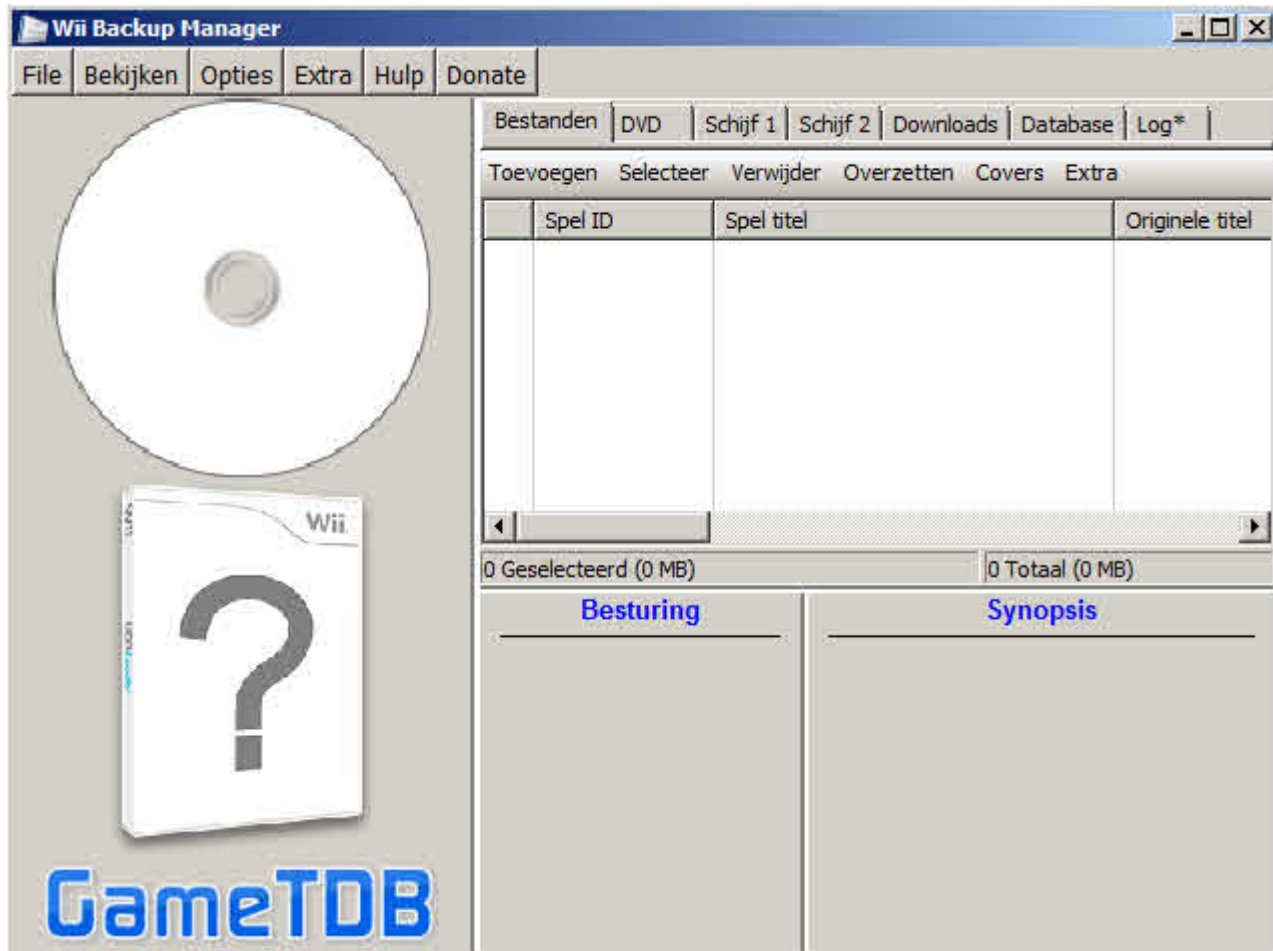 Wii Backup Manager
File Bekijken Opties Extra Hulp Donate
Bestanden DVD Schijf 1 Schijf 2 Downloads Database Log*
Toevoegen Selecteer Verwijder Overzetten Covers Extra
Spel ID Spel titel Originele titel
0 Geselecteerd (0 MB) 0 Totaal (0 MB)
Besturing Synopsis
Wii
GameTDB